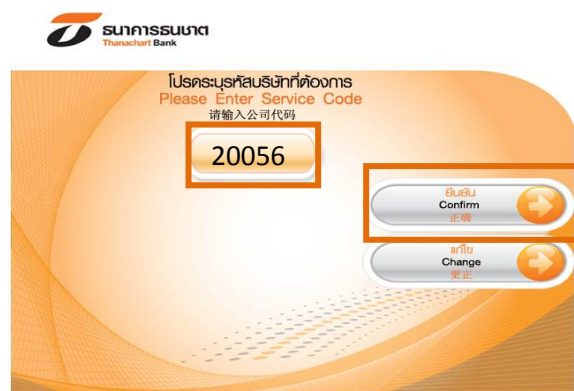 ธนาคารธนชาต
Thanachart Bank
โปรดระบุรหัสบริษัทที่ต้องการ
Please Enter Service Code
请输入公司代码
20056
ยืนยัน
Confirm
正确
แก้ไข
Change
更正